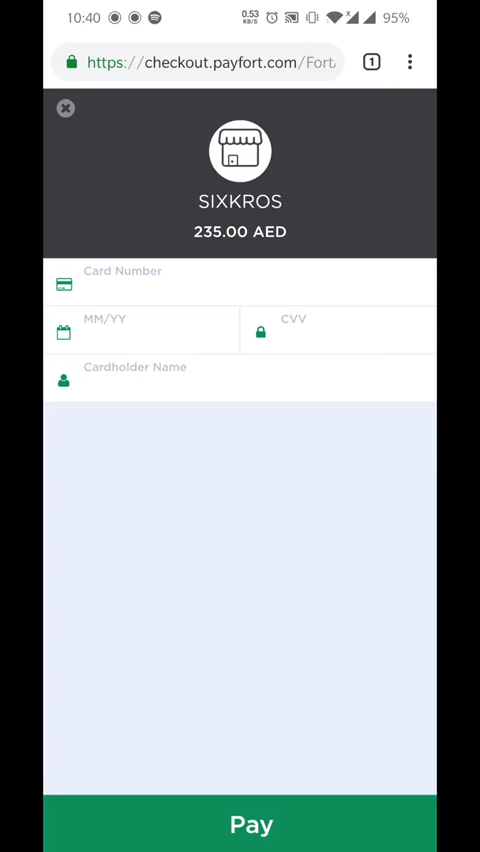 10:40
0.53
KB/S
95%
https://checkout.payfort.com/Fort
1
SIXKROS
235.00 AED
Card Number
MM/YY
CVV
Cardholder Name
Pay